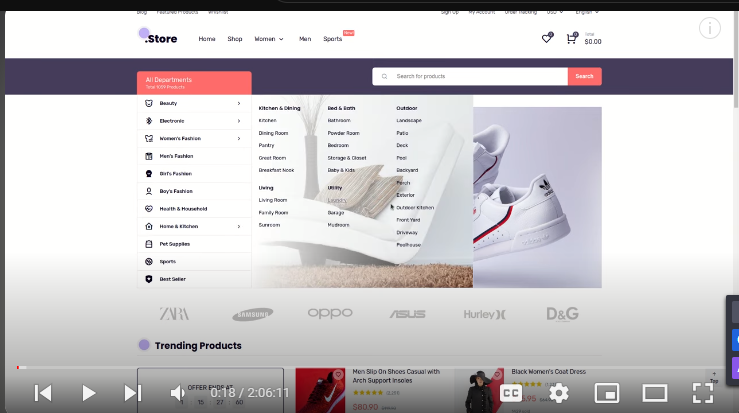 Blog Featured Products Wishlist
Sign Up My Account Order Tracking USD English
.Store
Home Shop Women Men Sports
New
0
0
Total
$0.00
All Departments
Total 1059 Products
Search for products
Search
Beauty
Electronic
Women's Fashion
Men's Fashion
Girl's Fashion
Boy's Fashion
Health & Household
Home & Kitchen
Pet Supplies
Sports
Best Seller
Kitchen & Dining
Kitchen
Dining Room
Pantry
Great Room
Breakfast Nook
Living
Living Room
Family Room
Sunroom
Bed & Bath
Bathroom
Powder Room
Bedroom
Storage & Closet
Baby & Kids
Utility
Laundry
Garage
Mudroom
Outdoor
Landscape
Patio
Deck
Pool
Backyard
Porch
Exterior
Outdoor Kitchen
Front Yard
Driveway
Poolhouse
ZARA SAMSUNG oppo ASUS Hurley D&G
Trending Products
OFFER ENDS AT
15 27 60
Men Slip On Shoes Casual with
Arch Support Insoles
$80.90
Black Women's Coat Dress
Top
0:18 / 2:06:11
CC